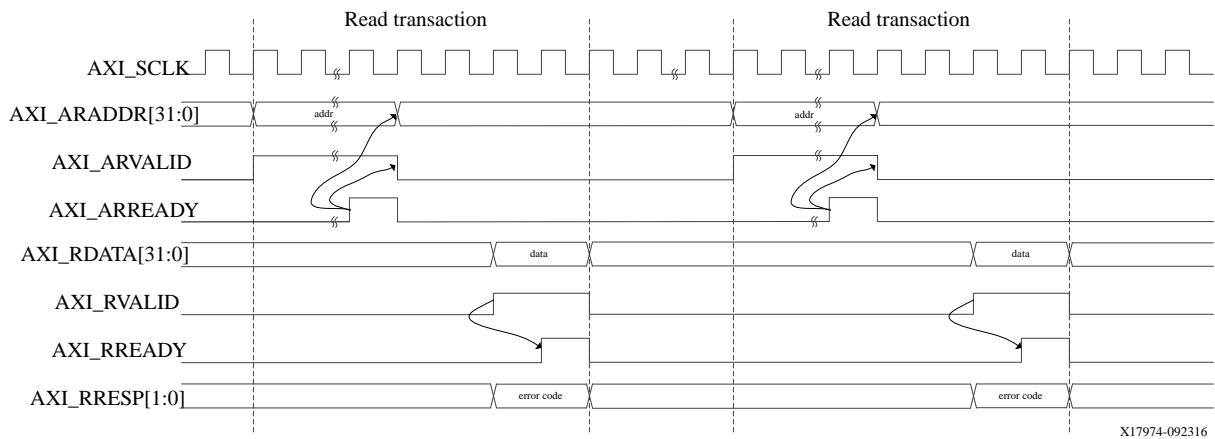 Read transaction
Read transaction
AXI_SCLK
AXI_ARADDR[31:0]
addr
addr
AXI_ARVALID
AXI_ARREADY
AXI_RDATA[31:0]
data
data
AXI_RVALID
AXI_RREADY
AXI_RRESP[1:0]
error code
error code
X17974-092316